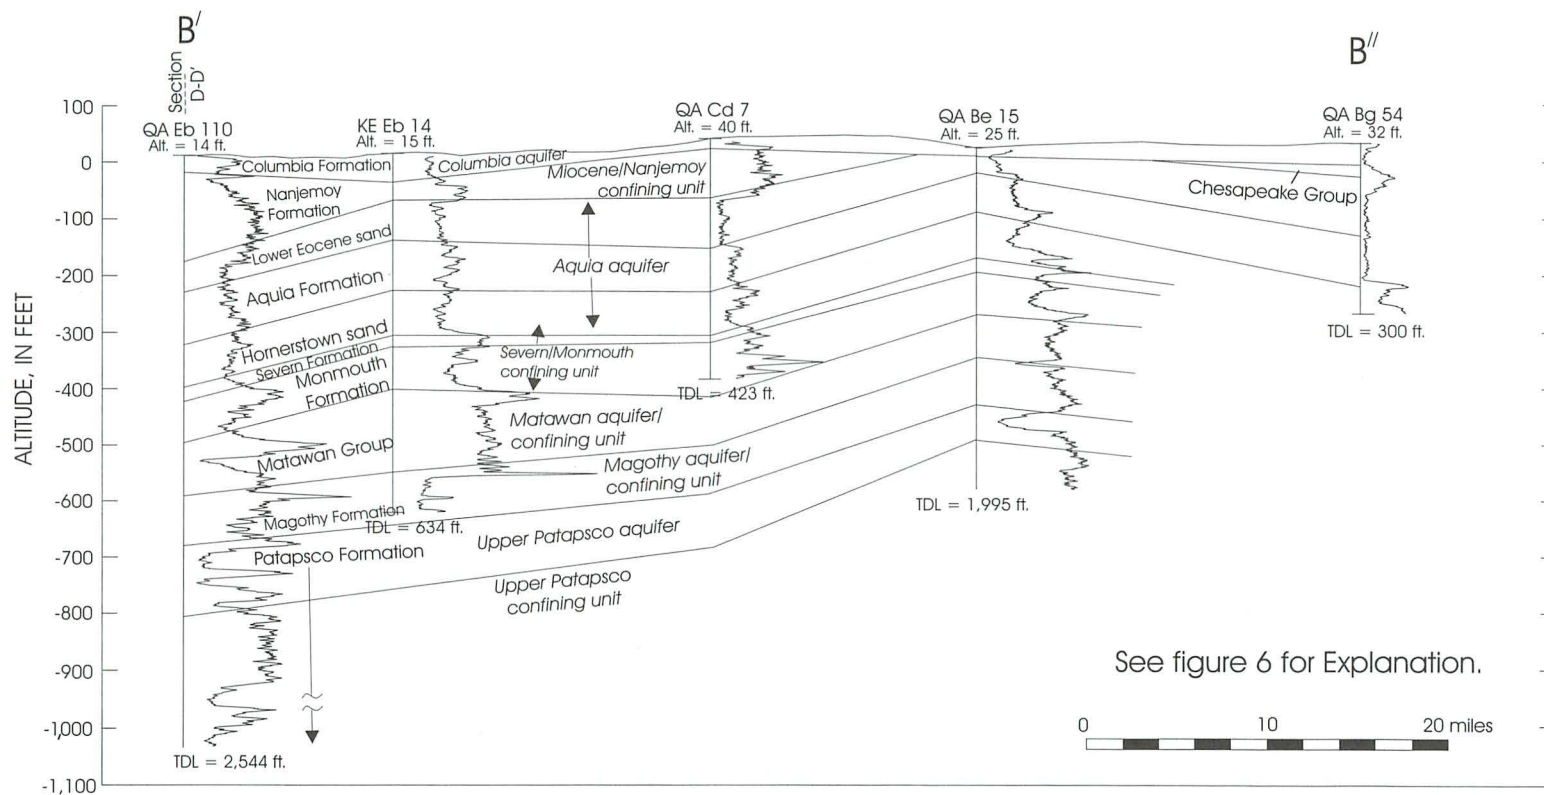 B′
B″
Section
D-D'
QA Eb 110
Alt. = 14 ft.
KE Eb 14
Alt. = 15 ft.
QA Cd 7
Alt. = 40 ft.
QA Be 15
Alt. = 25 ft.
QA Bg 54
Alt. = 32 ft.
ALTITUDE, IN FEET
100
0
-100
-200
-300
-400
-500
-600
-700
-800
-900
-1,000
-1,100
Columbia Formation
Columbia aquifer
Nanjemoy
Formation
Miocene/Nanjemoy
confining unit
Chesapeake Group
Lower Eocene sand
Aquia Formation
Aquia aquifer
Hornerstown sand
Severn Formation
Monmouth
Formation
Severn/Monmouth
confining unit
TDL = 300 ft.
TDL = 423 ft.
Matawan Group
Matawan aquifer/
confining unit
Magothy aquifer/
confining unit
Magothy Formation
TDL = 634 ft.
TDL = 1,995 ft.
Patapsco Formation
Upper Patapsco aquifer
Upper Patapsco
confining unit
TDL = 2,544 ft.
See figure 6 for Explanation.
0 10 20 miles